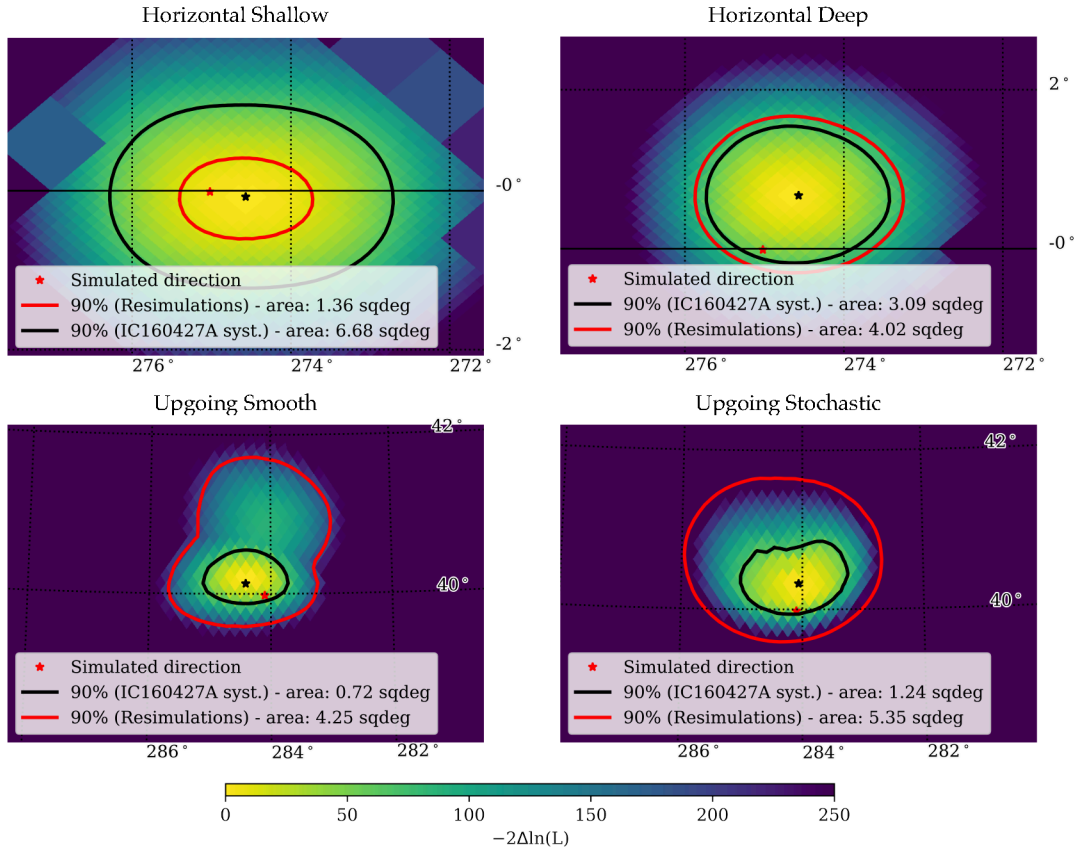 Horizontal Shallow
Horizontal Deep
-0°
-2°
Simulated direction
90% (Resimulations) - area: 1.36 sqdeg
90% (IC160427A syst.) - area: 6.68 sqdeg
276° 274° 272°
2°
-0°
Simulated direction
90% (IC160427A syst.) - area: 3.09 sqdeg
90% (Resimulations) - area: 4.02 sqdeg
276° 274° 272°
Upgoing Smooth
Upgoing Stochastic
42°
40°
Simulated direction
90% (IC160427A syst.) - area: 0.72 sqdeg
90% (Resimulations) - area: 4.25 sqdeg
286° 284° 282°
42°
40°
Simulated direction
90% (IC160427A syst.) - area: 1.24 sqdeg
90% (Resimulations) - area: 5.35 sqdeg
286° 284° 282°
0 50 100 150 200 250
−2Δln(L)